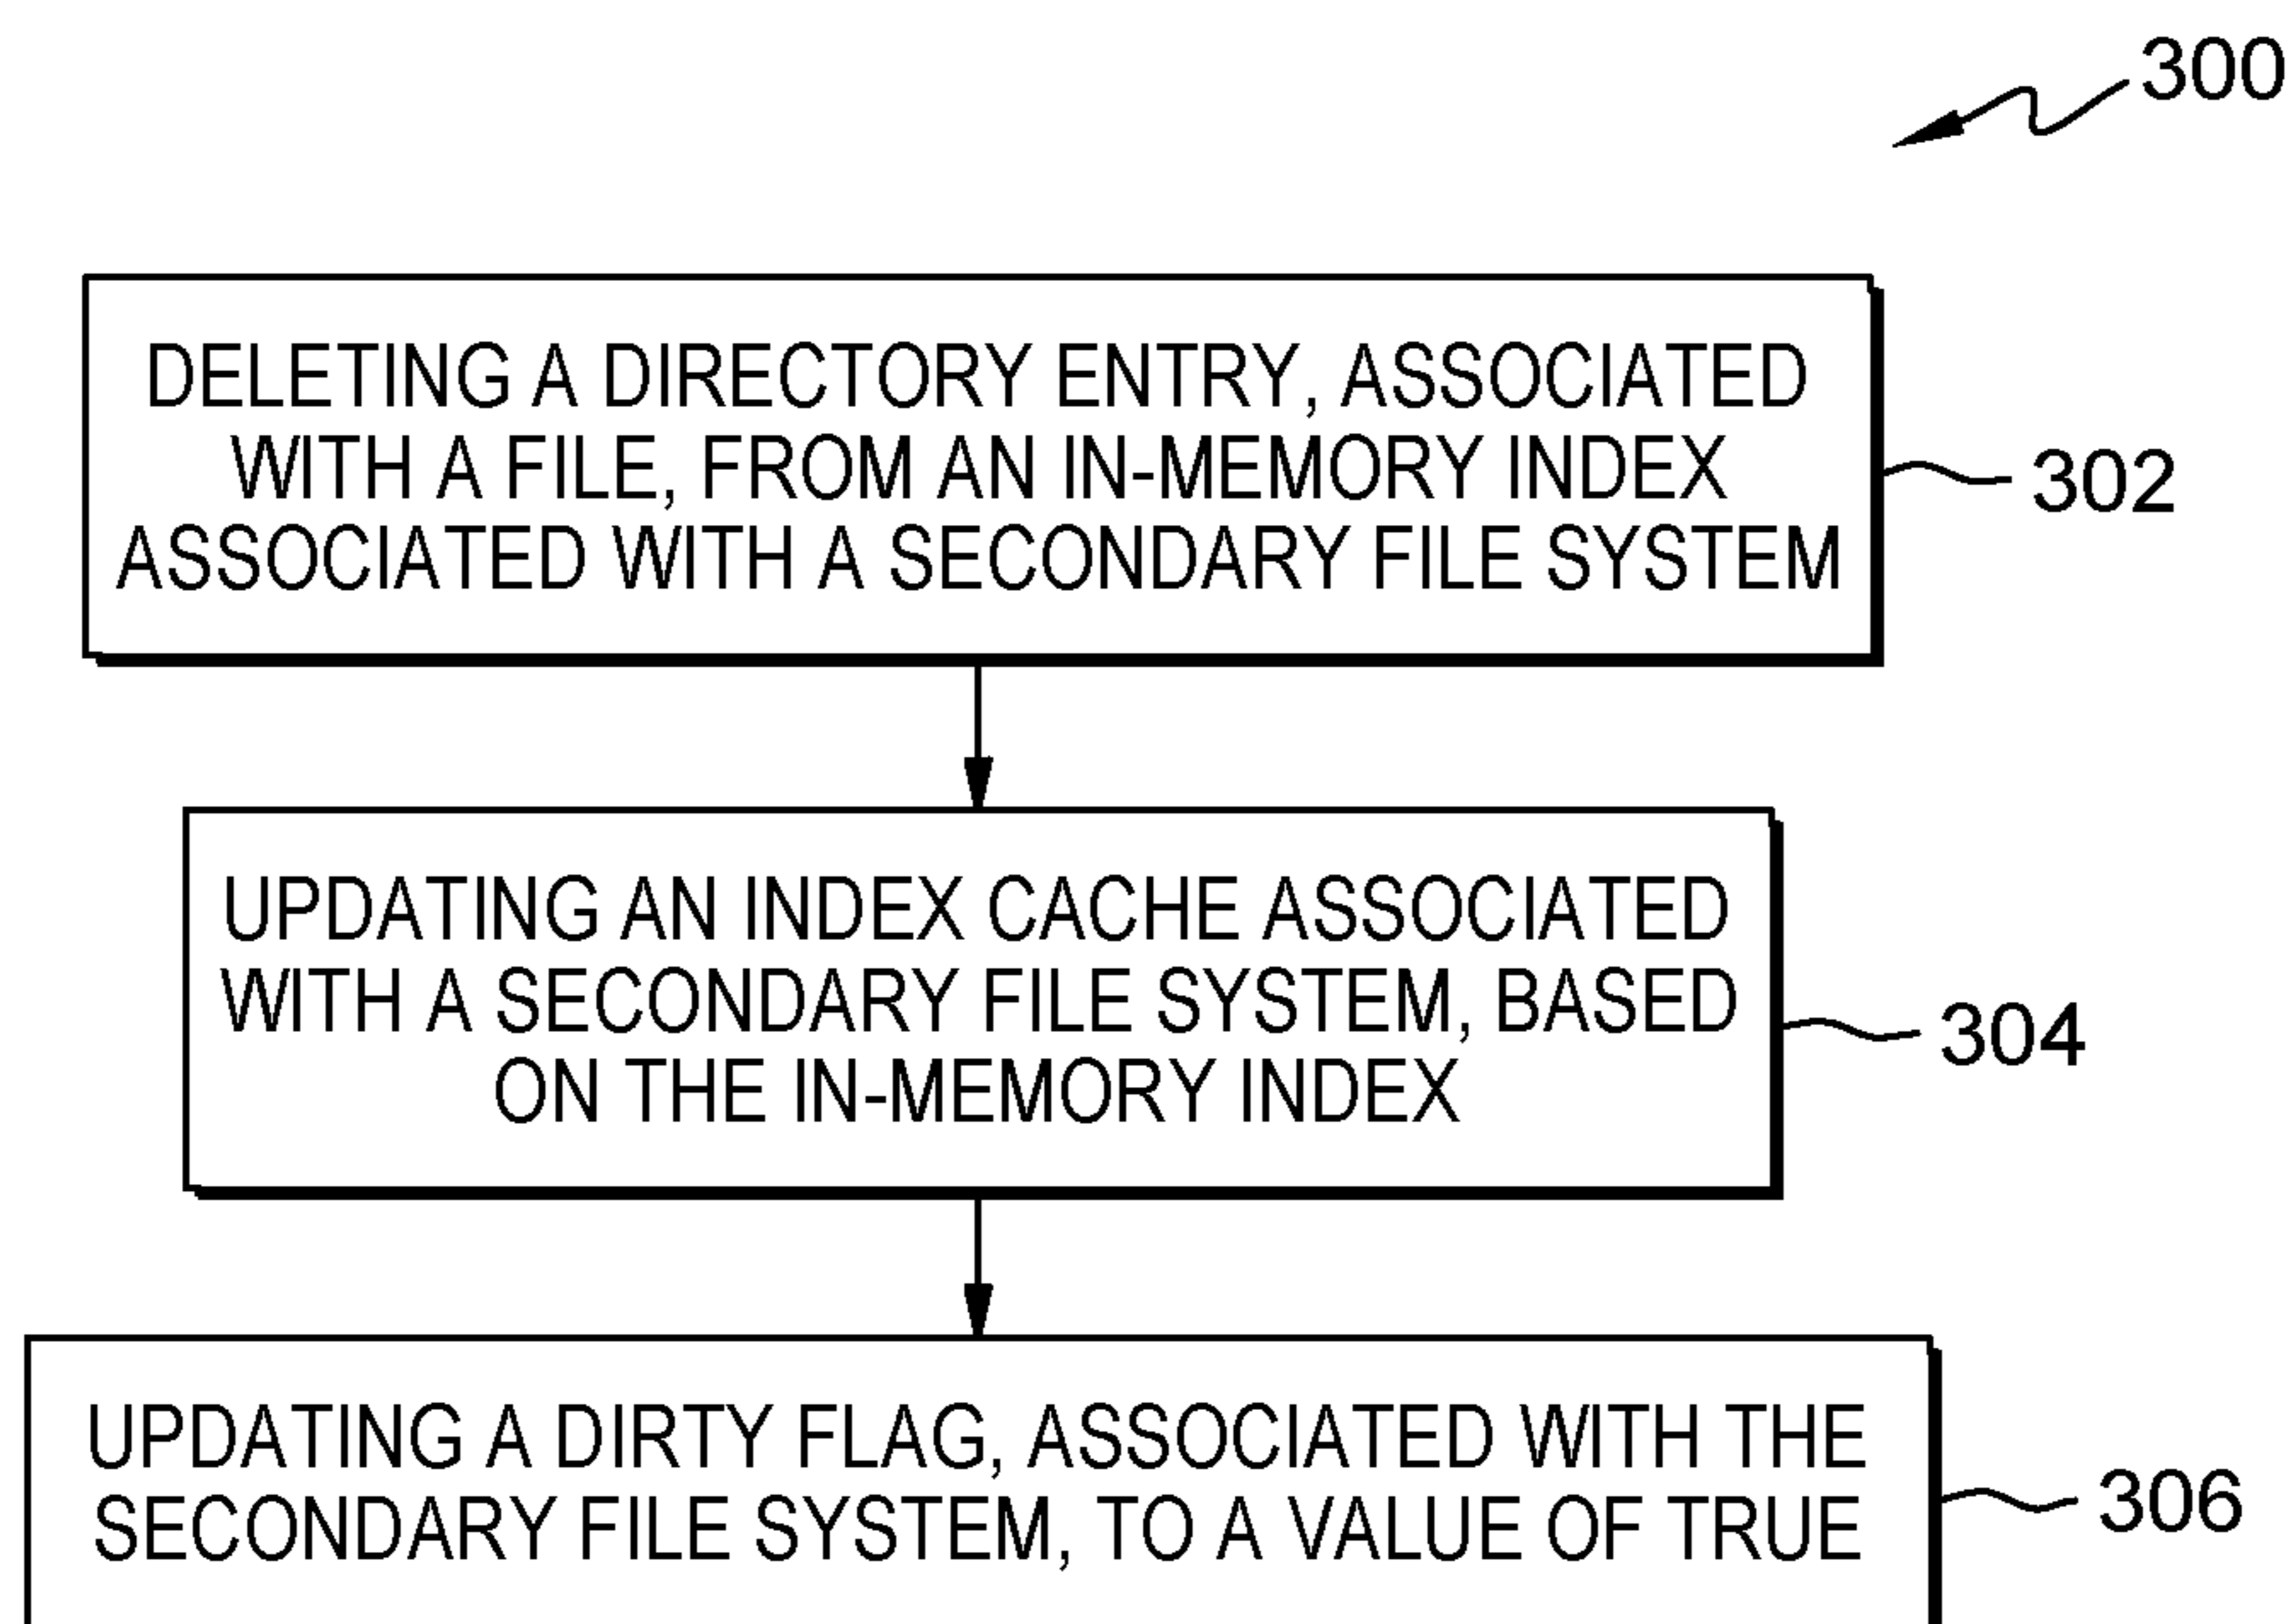 300
DELETING A DIRECTORY ENTRY, ASSOCIATED
WITH A FILE, FROM AN IN-MEMORY INDEX
ASSOCIATED WITH A SECONDARY FILE SYSTEM
302
UPDATING AN INDEX CACHE ASSOCIATED
WITH A SECONDARY FILE SYSTEM, BASED
ON THE IN-MEMORY INDEX
304
UPDATING A DIRTY FLAG, ASSOCIATED WITH THE
SECONDARY FILE SYSTEM, TO A VALUE OF TRUE
306